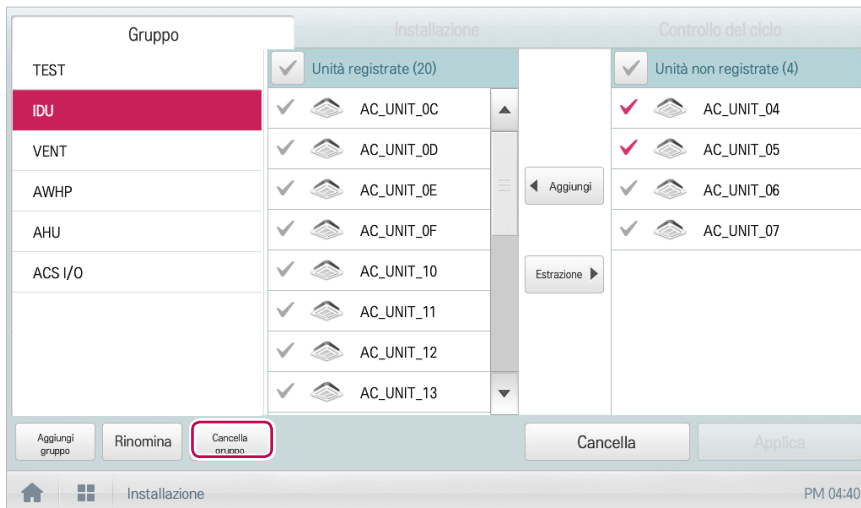 Gruppo
Installazione
Controllo del ciclo
TEST
IDU
VENT
AWHP
AHU
ACS I/O
Unità registrate (20)
AC_UNIT_0C
AC_UNIT_0D
AC_UNIT_0E
AC_UNIT_0F
AC_UNIT_10
AC_UNIT_11
AC_UNIT_12
AC_UNIT_13
Aggiungi
Estrazione
Unità non registrate (4)
AC_UNIT_04
AC_UNIT_05
AC_UNIT_06
AC_UNIT_07
Aggiungi
gruppo
Rinomina
Cancella
gruppo
Cancella
Applica
Installazione
PM 04:40